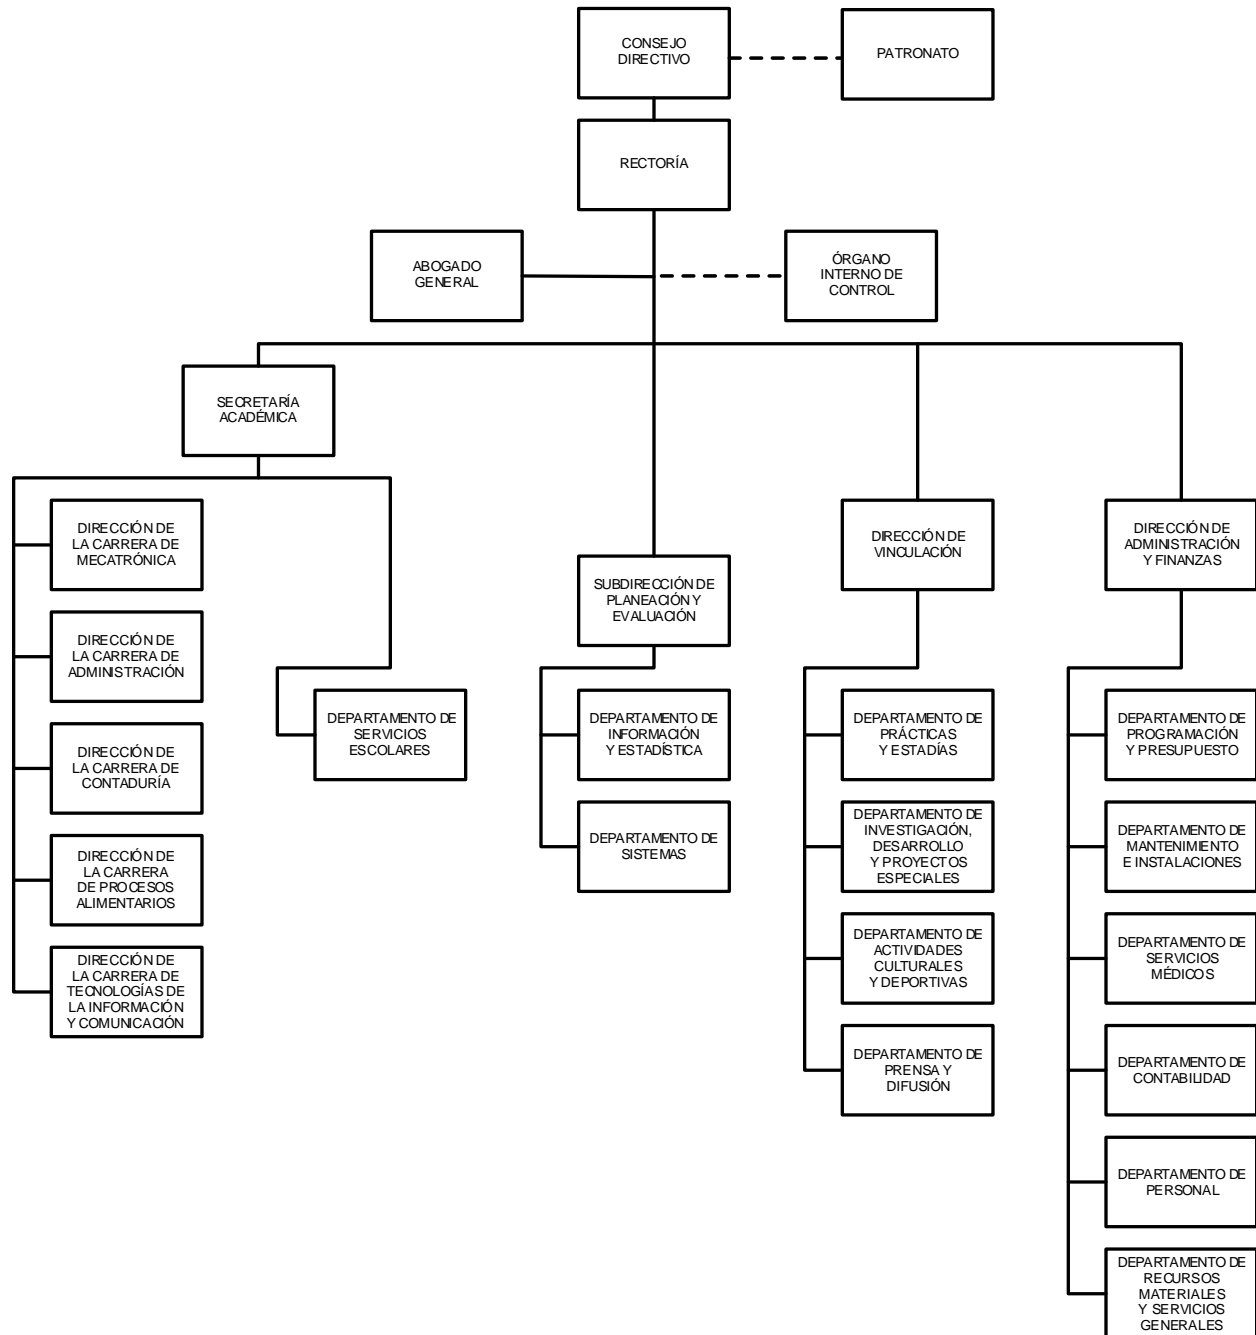 CONSEJO
DIRECTIVO
PATRONATO
RECTORÍA
ABOGADO
GENERAL
ÓRGANO
INTERNO DE
CONTROL
SECRETARÍA
ACADÉMICA
DIRECCIÓN DE
LA CARRERA DE
MECATRÓNICA
DIRECCIÓN DE
LA CARRERA DE
ADMINISTRACIÓN
DIRECCIÓN DE
LA CARRERA DE
CONTADURÍA
DIRECCIÓN DE
LA CARRERA
DE PROCESOS
ALIMENTARIOS
DIRECCIÓN DE
LA CARRERA DE
TECNOLOGÍAS DE
LA INFORMACIÓN
Y COMUNICACIÓN
DEPARTAMENTO DE
SERVICIOS
ESCOLARES
SUBDIRECCIÓN DE
PLANEACIÓN Y
EVALUACIÓN
DEPARTAMENTO DE
INFORMACIÓN
Y ESTADÍSTICA
DEPARTAMENTO DE
SISTEMAS
DIRECCIÓN DE
VINCULACIÓN
DEPARTAMENTO DE
PRÁCTICAS
Y ESTADÍAS
DEPARTAMENTO DE
INVESTIGACIÓN,
DESARROLLO
Y PROYECTOS
ESPECIALES
DEPARTAMENTO DE
ACTIVIDADES
CULTURALES
Y DEPORTIVAS
DEPARTAMENTO DE
PRENSA Y
DIFUSIÓN
DIRECCIÓN DE
ADMINISTRACIÓN
Y FINANZAS
DEPARTAMENTO DE
PROGRAMACIÓN
Y PRESUPUESTO
DEPARTAMENTO DE
MANTENIMIENTO
E INSTALACIONES
DEPARTAMENTO DE
SERVICIOS
MÉDICOS
DEPARTAMENTO DE
CONTABILIDAD
DEPARTAMENTO DE
PERSONAL
DEPARTAMENTO DE
RECURSOS
MATERIALES
Y SERVICIOS
GENERALES